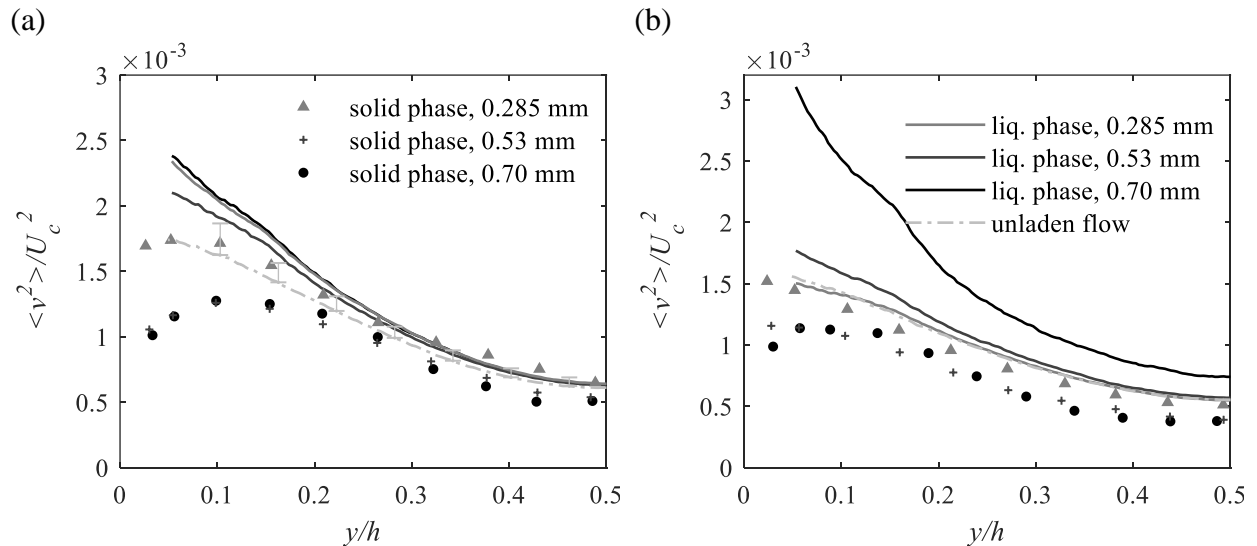 (a)
×10⁻³
3
2.5
2
1.5
1
0.5
0
<v²>/U_c²
solid phase, 0.285 mm
solid phase, 0.53 mm
solid phase, 0.70 mm
0 0.1 0.2 0.3 0.4 0.5
y/h
(b)
×10⁻³
3
2.5
2
1.5
1
0.5
0
<v²>/U_c²
liq. phase, 0.285 mm
liq. phase, 0.53 mm
liq. phase, 0.70 mm
unladen flow
0 0.1 0.2 0.3 0.4 0.5
y/h